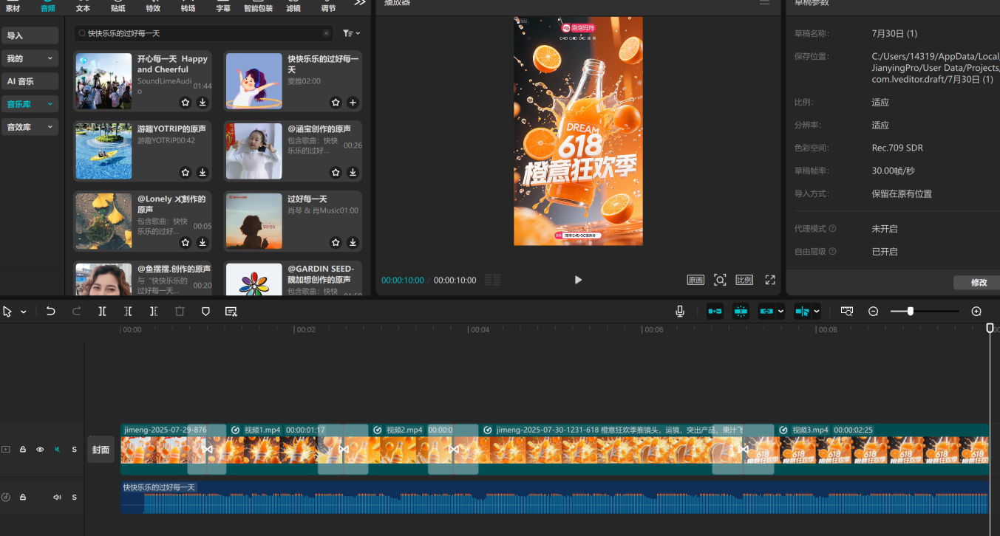 素材
音频
文本
贴纸
特效
转场
字幕
智能包装
滤镜
调节
导入
我的
AI 音乐
音乐库
音效库
快快乐乐的过好每一天
开心每一天 Happy
and Cheerful
SoundLimeAudi
o
01:44
快快乐乐的过好每一
天
雯雅02:00
游趣YOTRIP的原声
游趣YOTRIP00:42
@涵宝创作的原声
包含歌曲：快快
乐乐的过好...
00:26
@Lonely 乄创作的
原声
包含歌曲：快快
乐乐的过好...
00:05
过好每一天
肖琴 & 肖Music01:00
@鱼摆摆.创作的原声
与“快快乐乐的
过好每一天...
00:20
@GARDIN SEED-
魏加想创作的原声
01:58
播放器
泡泡玛特
DREAM
618
橙意狂欢季
00:00:10:00 / 00:00:10:00
原画
比例
草稿参数
草稿名称：
7月30日 (1)
保存位置：
C:/Users/14319/AppData/Local/
JianyingPro/User Data/Projects/
com.lveditor.draft/7月30日 (1)
比例：
适应
分辨率：
适应
色彩空间：
Rec.709 SDR
草稿帧率：
30.00帧/秒
导入方式：
保留在原有位置
代理模式
未开启
自由层级
已开启
修改
00:00
00:02
00:04
00:06
00:08
封面
S
jimeng-2025-07-29-876
视频1.mp4 00:00:01:17
视频2.mp4 00:00:0
jimeng-2025-07-30-1231-618 橙意狂欢季推镜头，运镜，突出产品，果汁飞
视频3.mp4 00:00:02:25
S
快快乐乐的过好每一天